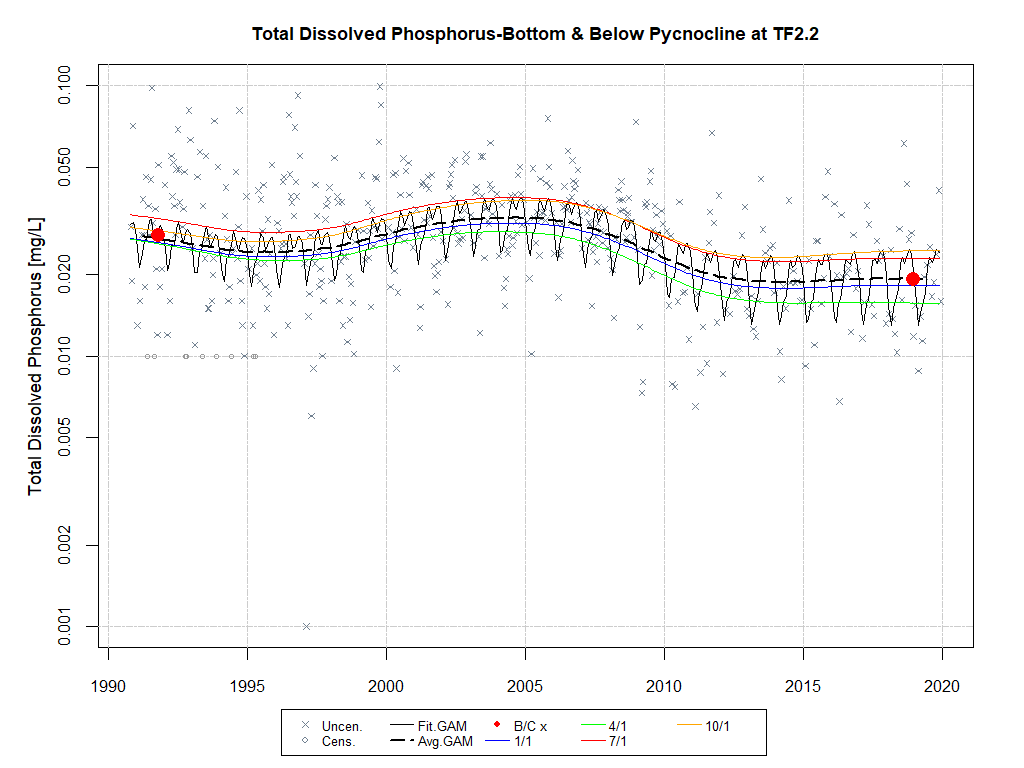 Total Dissolved Phosphorus-Bottom & Below Pycnocline at TF2.2
Total Dissolved Phosphorus [mg/L]
0.100
0.050
0.020
0.010
0.005
0.002
0.001
1990 1995 2000 2005 2010 2015 2020
Uncen. Fit.GAM B/C x 4/1 10/1
Cens. Avg.GAM 1/1 7/1